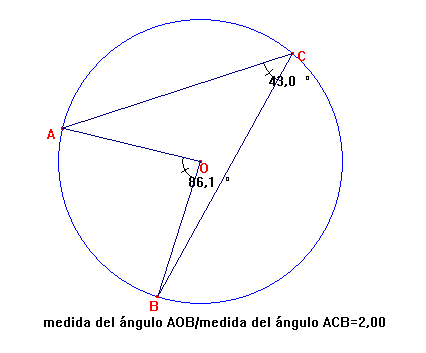 C
43,0 °
A
O
86,1 °
B
medida del ángulo AOB/medida del ángulo ACB=2,00